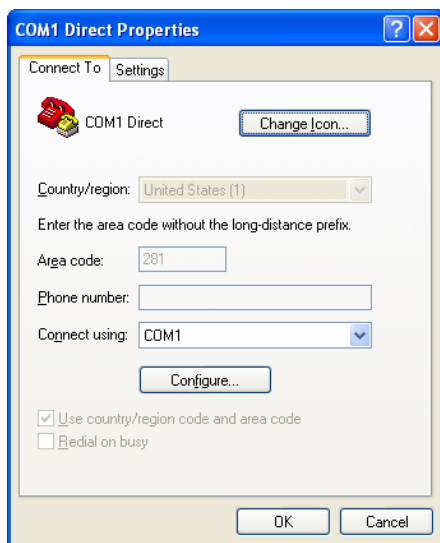 COM1 Direct Properties
Connect To Settings
COM1 Direct Change Icon...
Country/region: United States (1)
Enter the area code without the long-distance prefix.
Area code: 281
Phone number:
Connect using: COM1
Configure...
Use country/region code and area code
Redial on busy
OK Cancel